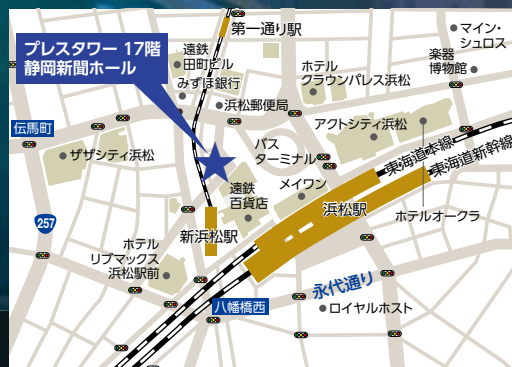 第一通り駅
マイン・
シュロス
プレスタワー 17階
静岡新聞ホール
遠鉄
田町ビル
みずほ銀行
ホテル
クラウンパレス浜松
楽器
博物館
浜松郵便局
伝馬町
アクトシティ浜松
バス
ターミナル
ザザシティ浜松
東海道本線
東海道新幹線
メイワン
遠鉄
百貨店
浜松駅
ホテルオークラ
257
新浜松駅
ホテル
リブマックス
浜松駅前
永代通り
八幡橋西
ロイヤルホスト